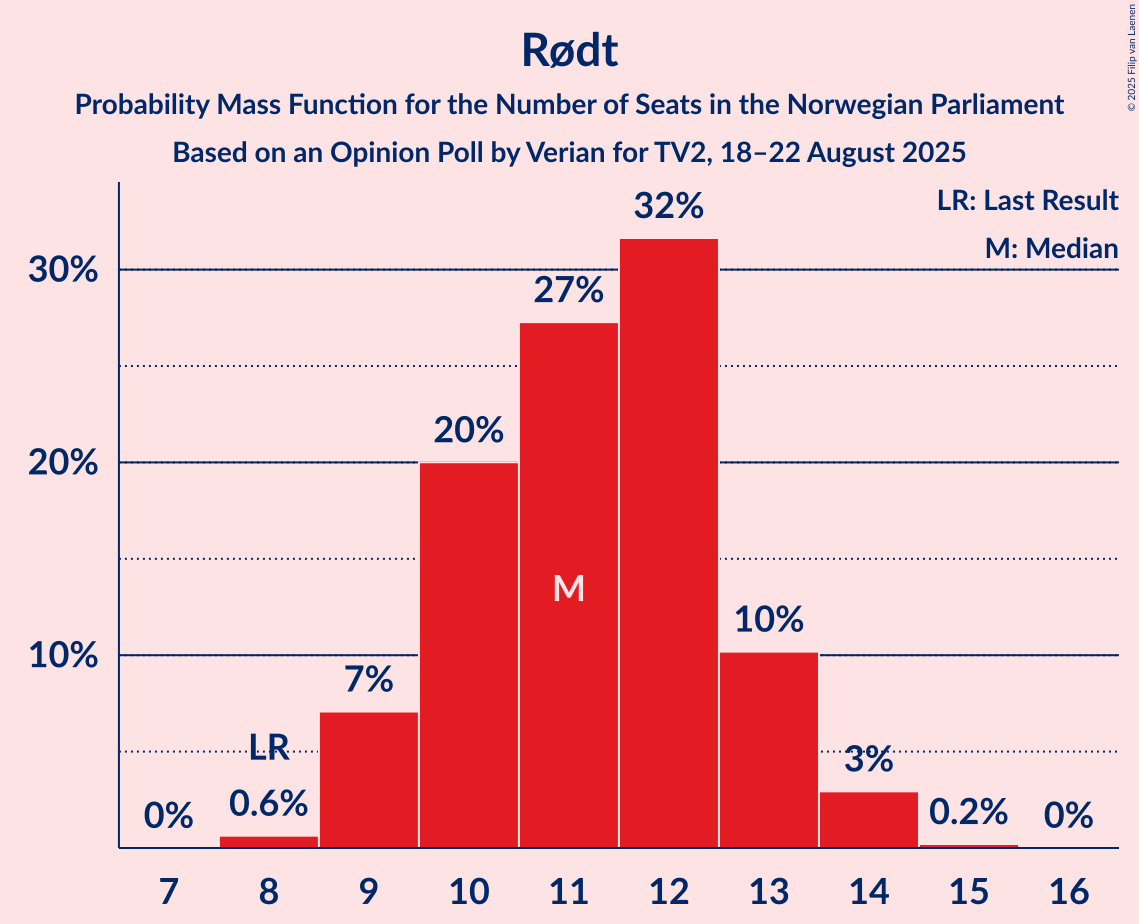 Rødt
Probability Mass Function for the Number of Seats in the Norwegian Parliament
Based on an Opinion Poll by Verian for TV2, 18–22 August 2025
© 2025 Filip van Laenen
LR: Last Result
M: Median
30%
20%
10%
0%
LR
0.6%
7%
20%
27%
M
32%
10%
3%
0.2%
0%
7 8 9 10 11 12 13 14 15 16